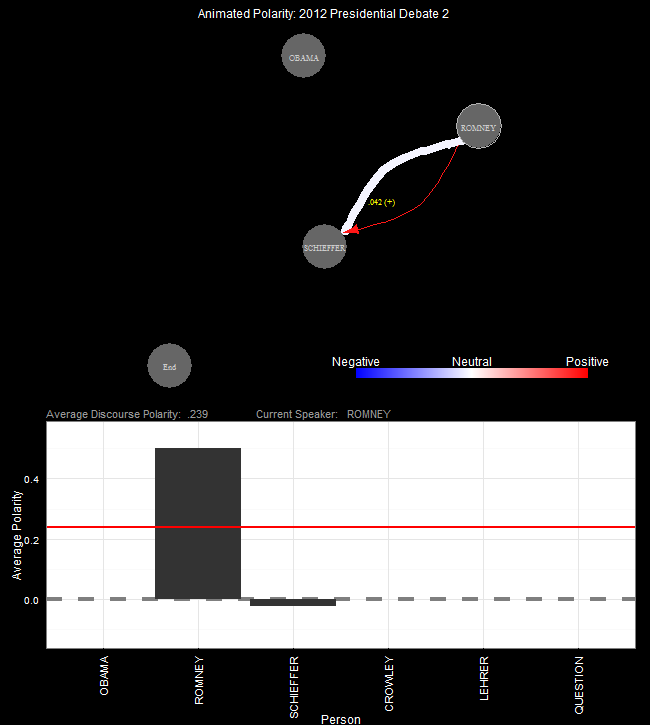 Animated Polarity: 2012 Presidential Debate 2
OBAMA
ROMNEY
.042 (+)
SCHIEFFER
End
Negative Neutral Positive
Average Discourse Polarity: .239 Current Speaker: ROMNEY
0.4
0.2
0.0
Average Polarity
OBAMA
ROMNEY
SCHIEFFER
CROWLEY
LEHRER
QUESTION
Person